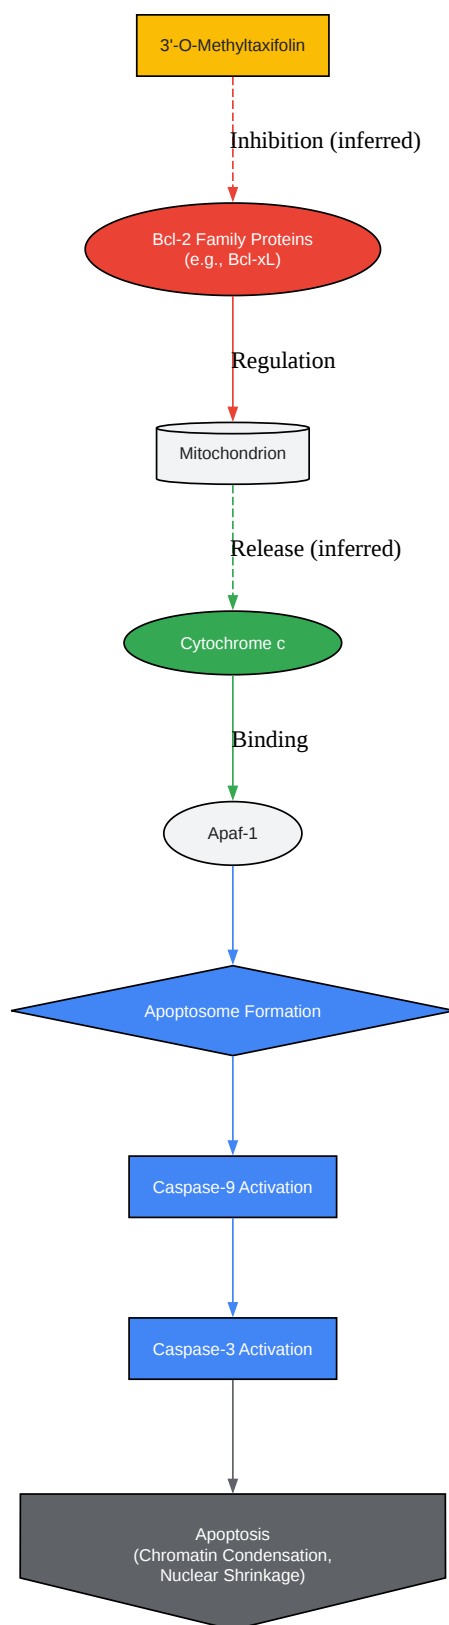 3'-O-Methyltaxifolin
Inhibition (inferred)
Bcl-2 Family Proteins
(e.g., Bcl-xL)
Regulation
Mitochondrion
Release (inferred)
Cytochrome c
Binding
Apaf-1
Apoptosome Formation
Caspase-9 Activation
Caspase-3 Activation
Apoptosis
(Chromatin Condensation,
Nuclear Shrinkage)